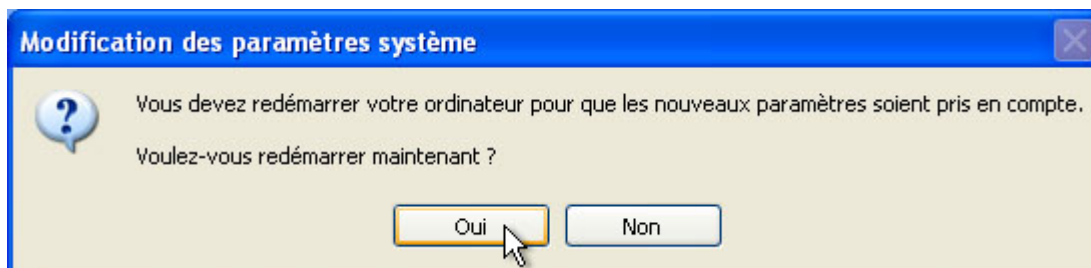 Modification des paramètres système
Vous devez redémarrer votre ordinateur pour que les nouveaux paramètres soient pris en compte.
Voulez-vous redémarrer maintenant ?
Oui
Non